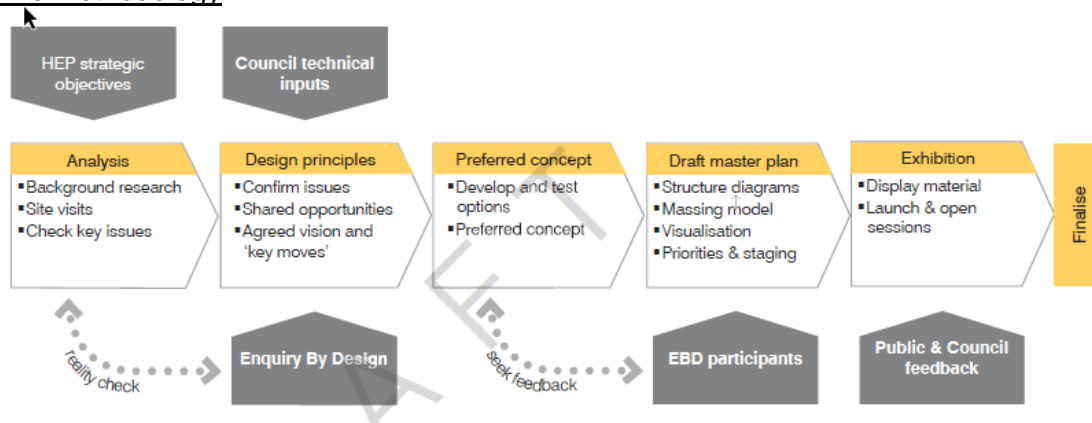 HEP strategic
objectives
Council technical
inputs
Analysis
▪Background research
▪Site visits
▪Check key issues
Design principles
▪Confirm issues
▪Shared opportunities
▪Agreed vision and
'key moves'
Preferred concept
▪Develop and test
options
▪Preferred concept
Draft master plan
▪Structure diagrams
▪Massing model
▪Visualisation
▪Priorities & staging
Exhibition
▪Display material
▪Launch & open
sessions
Finalise
reality check
Enquiry By Design
seek feedback
EBD participants
Public & Council
feedback